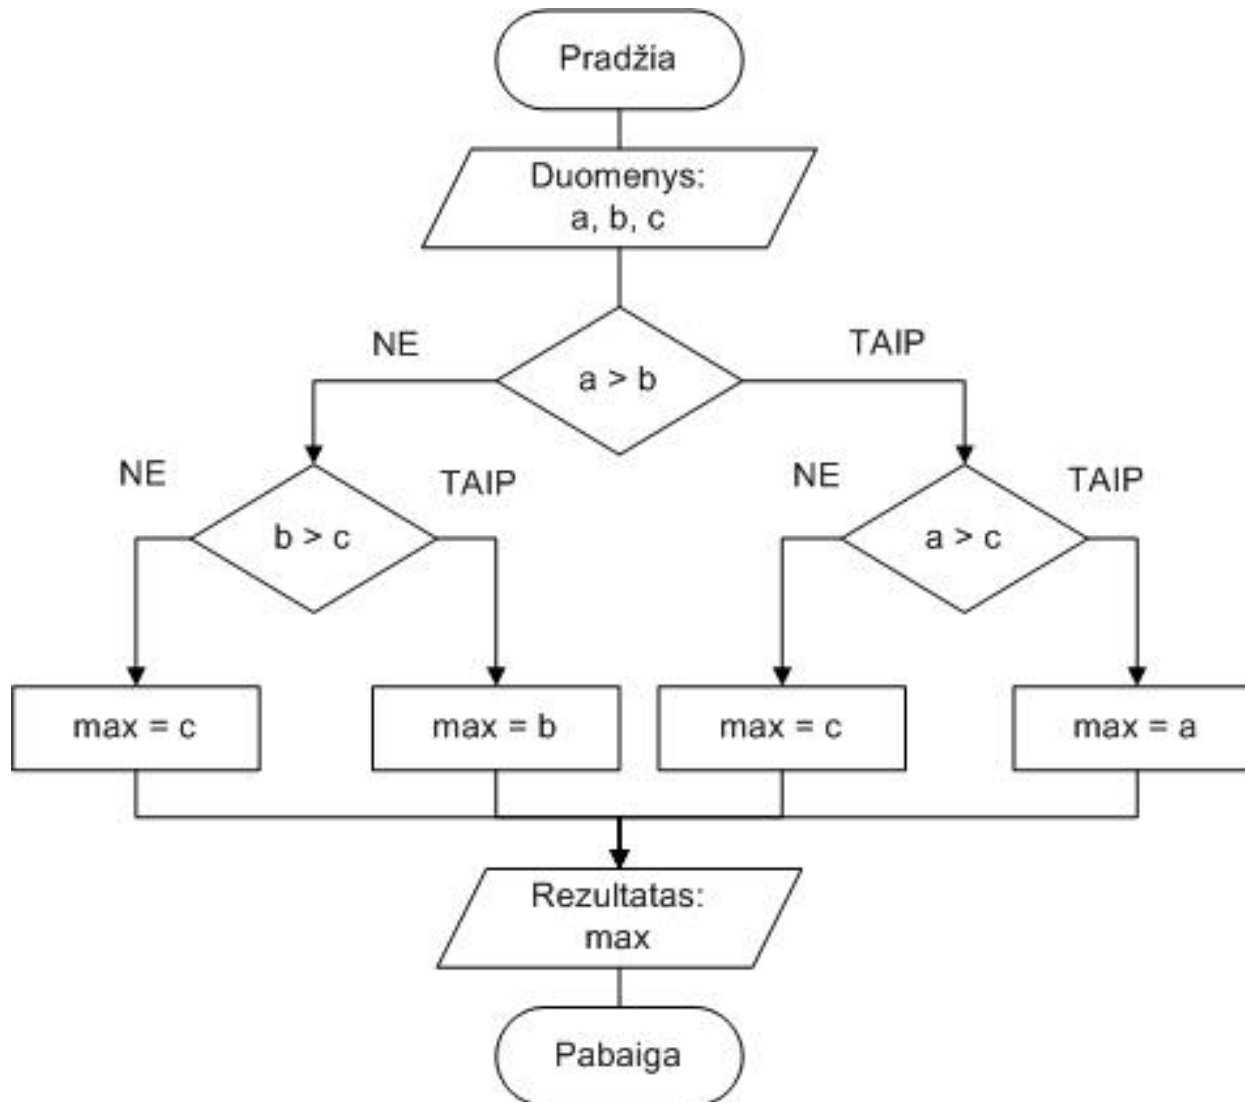 Pradžia
Duomenys:
a, b, c
NE
TAIP
a > b
NE
TAIP
NE
TAIP
b > c
a > c
max = c
max = b
max = c
max = a
Rezultatas:
max
Pabaiga